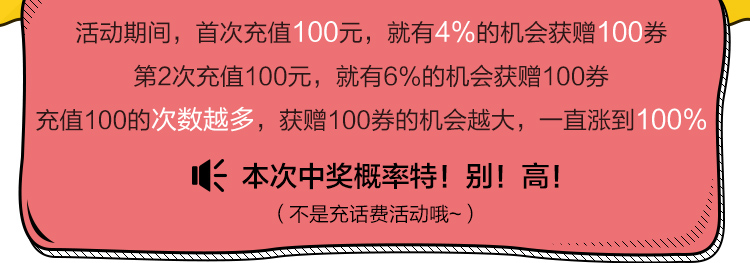 活动期间，首次充值100元，就有4%的机会获赠100券
第2次充值100元，就有6%的机会获赠100券
充值100的次数越多，获赠100券的机会越大，一直涨到100%
本次中奖概率特！别！高！
（不是充话费活动哦~）